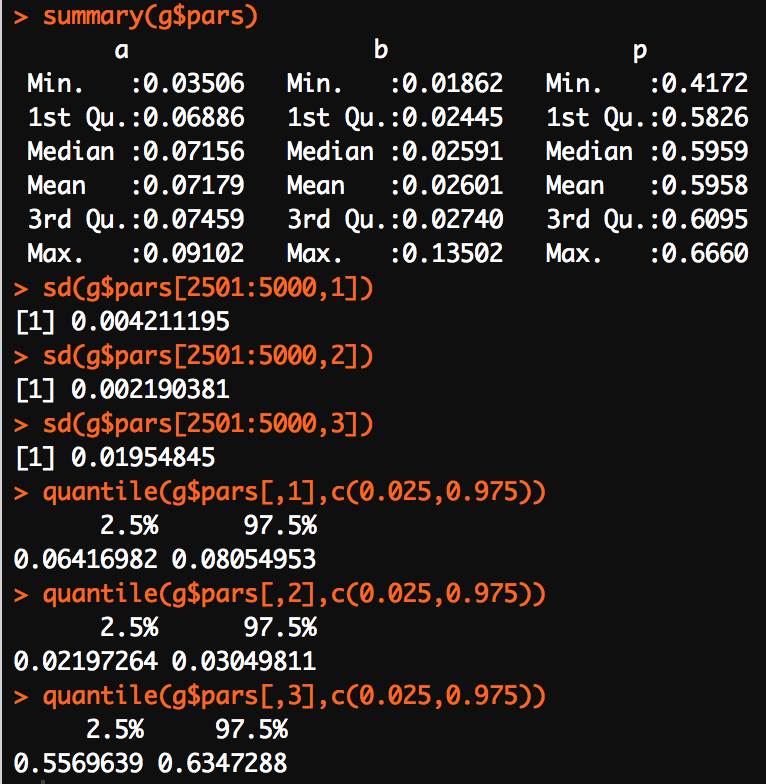 > summary(g$pars)
       a                 b                 p
 Min.   :0.03506   Min.   :0.01862   Min.   :0.4172
 1st Qu.:0.06886   1st Qu.:0.02445   1st Qu.:0.5826
 Median :0.07156   Median :0.02591   Median :0.5959
 Mean   :0.07179   Mean   :0.02601   Mean   :0.5958
 3rd Qu.:0.07459   3rd Qu.:0.02740   3rd Qu.:0.6095
 Max.   :0.09102   Max.   :0.13502   Max.   :0.6660
> sd(g$pars[2501:5000,1])
[1] 0.004211195
> sd(g$pars[2501:5000,2])
[1] 0.002190381
> sd(g$pars[2501:5000,3])
[1] 0.01954845
> quantile(g$pars[,1],c(0.025,0.975))
      2.5%      97.5%
0.06416982 0.08054953
> quantile(g$pars[,2],c(0.025,0.975))
      2.5%      97.5%
0.02197264 0.03049811
> quantile(g$pars[,3],c(0.025,0.975))
     2.5%     97.5%
0.5569639 0.6347288